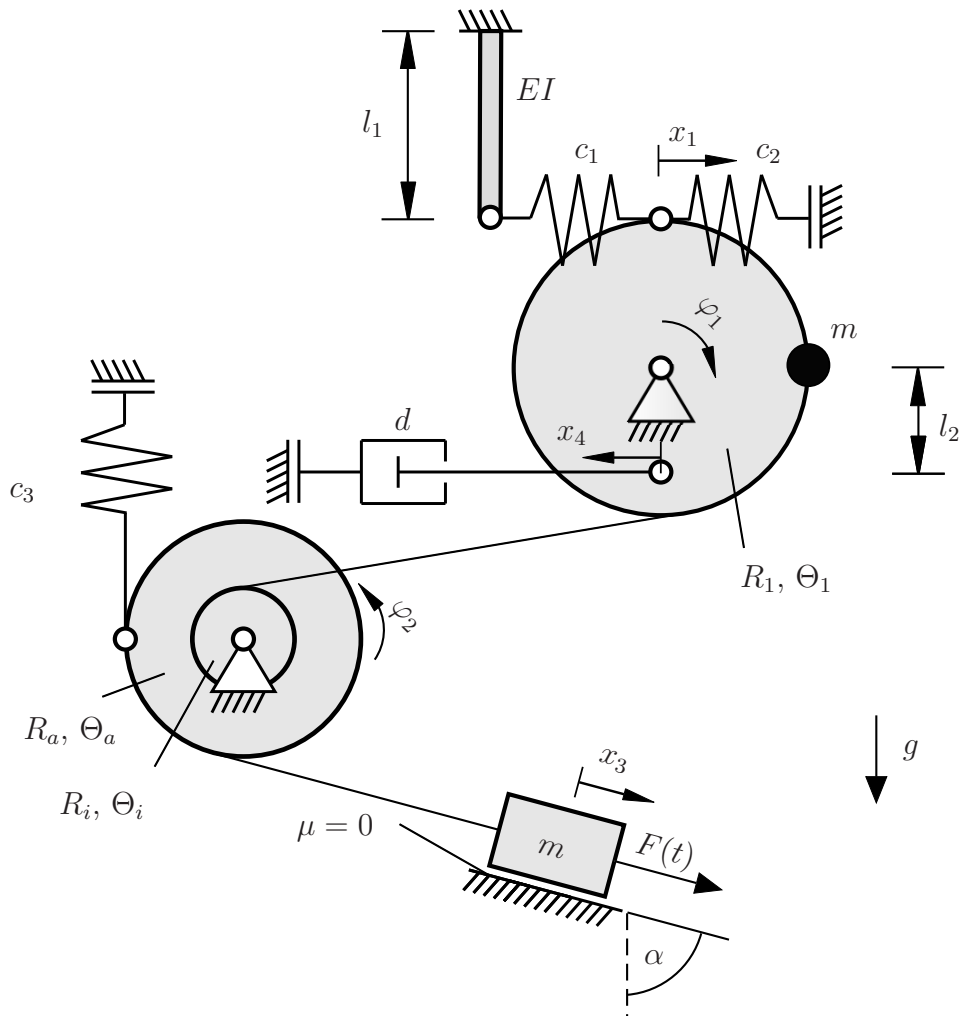 EI
l₁
x₁
c₁
c₂
φ₁
m
x₄
l₂
d
c₃
R₁, Θ₁
φ₂
Rₐ, Θₐ
g
x₃
Rᵢ, Θᵢ
μ = 0
m
F(t)
α